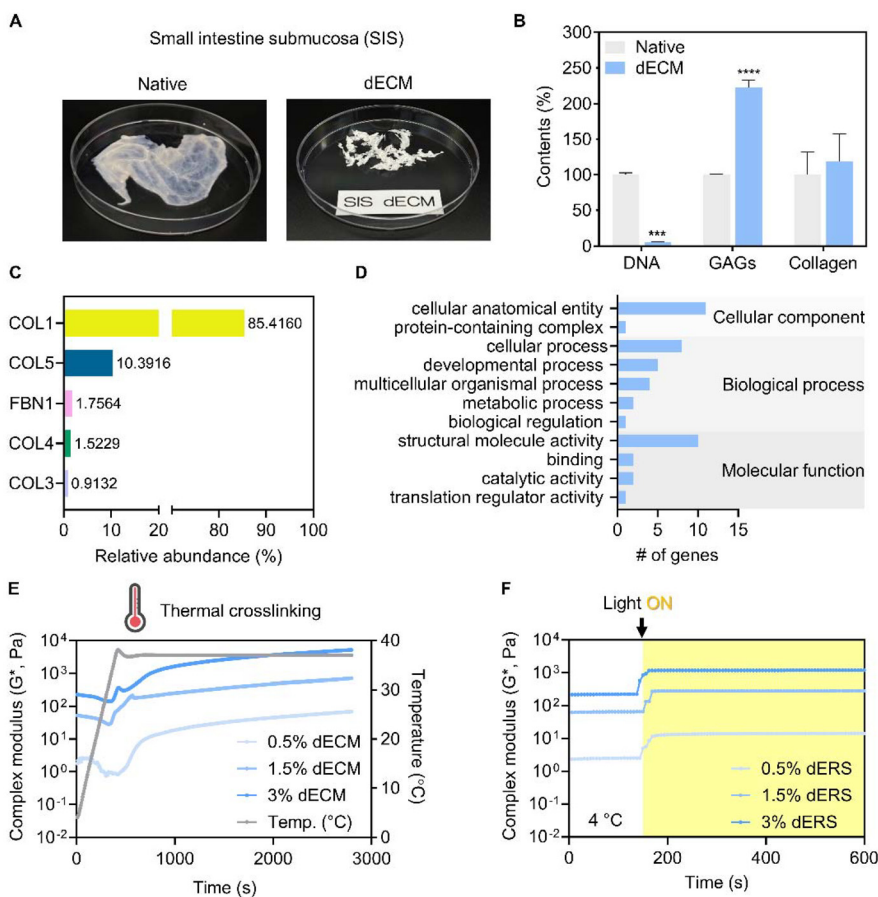 A
Small intestine submucosa (SIS)
Native
dECM
SIS dECM
B
Native
dECM
Contents (%)
300
250
200
150
100
50
0
***
****
DNA
GAGs
Collagen
C
COL1
COL5
FBN1
COL4
COL3
85.4160
10.3916
1.7564
1.5229
0.9132
0
10
20
60
80
100
Relative abundance (%)
D
cellular anatomical entity
protein-containing complex
cellular process
developmental process
multicellular organismal process
metabolic process
biological regulation
structural molecule activity
binding
catalytic activity
translation regulator activity
Cellular component
Biological process
Molecular function
0
5
10
15
# of genes
E
Thermal crosslinking
Complex modulus (G*, Pa)
10⁴
10³
10²
10¹
10⁰
10⁻¹
10⁻²
40
30
20
10
0
Temperature (°C)
0.5% dECM
1.5% dECM
3% dECM
Temp. (°C)
0
1000
2000
3000
Time (s)
F
Light ON
Complex modulus (G*, Pa)
10⁴
10³
10²
10¹
10⁰
10⁻¹
10⁻²
0.5% dERS
1.5% dERS
3% dERS
4 °C
0
200
400
600
Time (s)